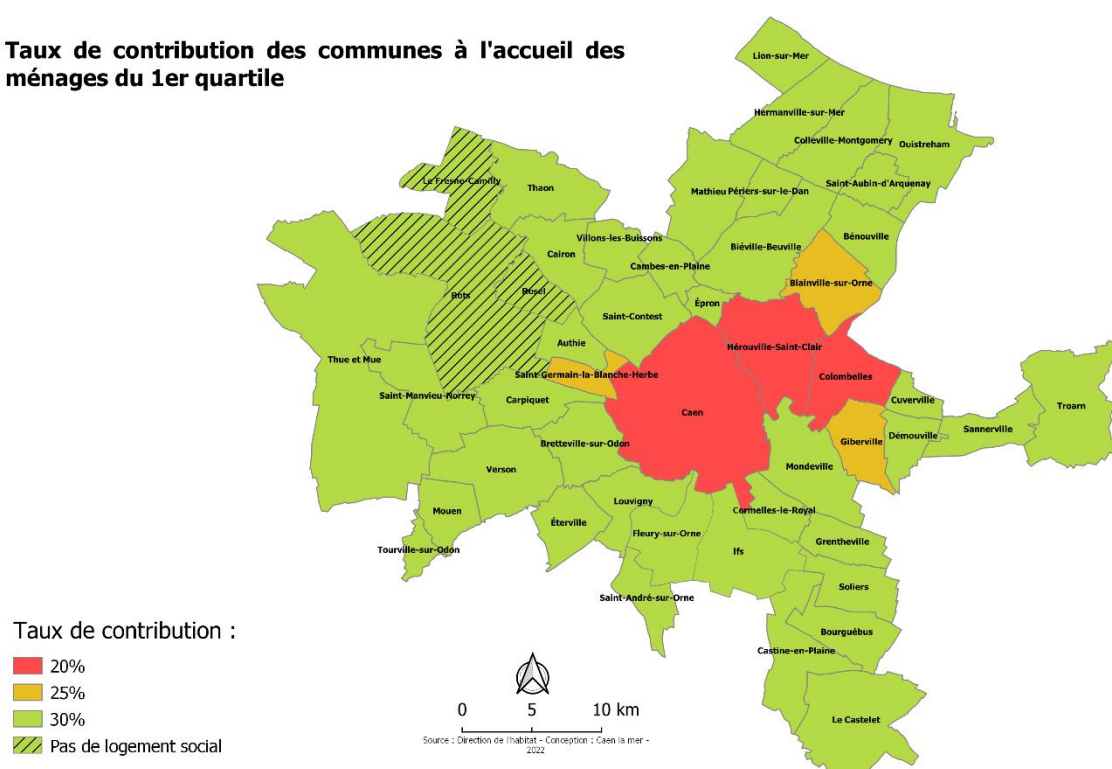 Taux de contribution des communes à l'accueil des
ménages du 1er quartile
Lion-sur-Mer
Hermanville-sur-Mer
Colleville-Montgomery
Ouistreham
Le Fresne-Camilly
Thaon
Mathieu
Périers-sur-le-Dan
Saint-Aubin-d'Arquenay
Villons-les-Buissons
Cairon
Cambes-en-Plaine
Biéville-Beuville
Bénouville
Blainville-sur-Orne
Rots
Rosel
Épron
Saint-Contest
Authie
Hérouville-Saint-Clair
Thue et Mue
Saint-Germain-la-Blanche-Herbe
Colombelles
Saint-Manvieu-Norrey
Carpiquet
Caen
Cuverville
Troarn
Sannerville
Démouville
Giberville
Bretteville-sur-Odon
Verson
Mondeville
Mouen
Louvigny
Cormelles-le-Royal
Éterville
Fleury-sur-Orne
Grentheville
Tourville-sur-Odon
Ifs
Soliers
Saint-André-sur-Orne
Bourguébus
Castine-en-Plaine
Le Castelet
Taux de contribution :
20%
25%
30%
Pas de logement social
0 5 10 km
Source : Direction de l'habitat - Conception : Caen la mer -
2022